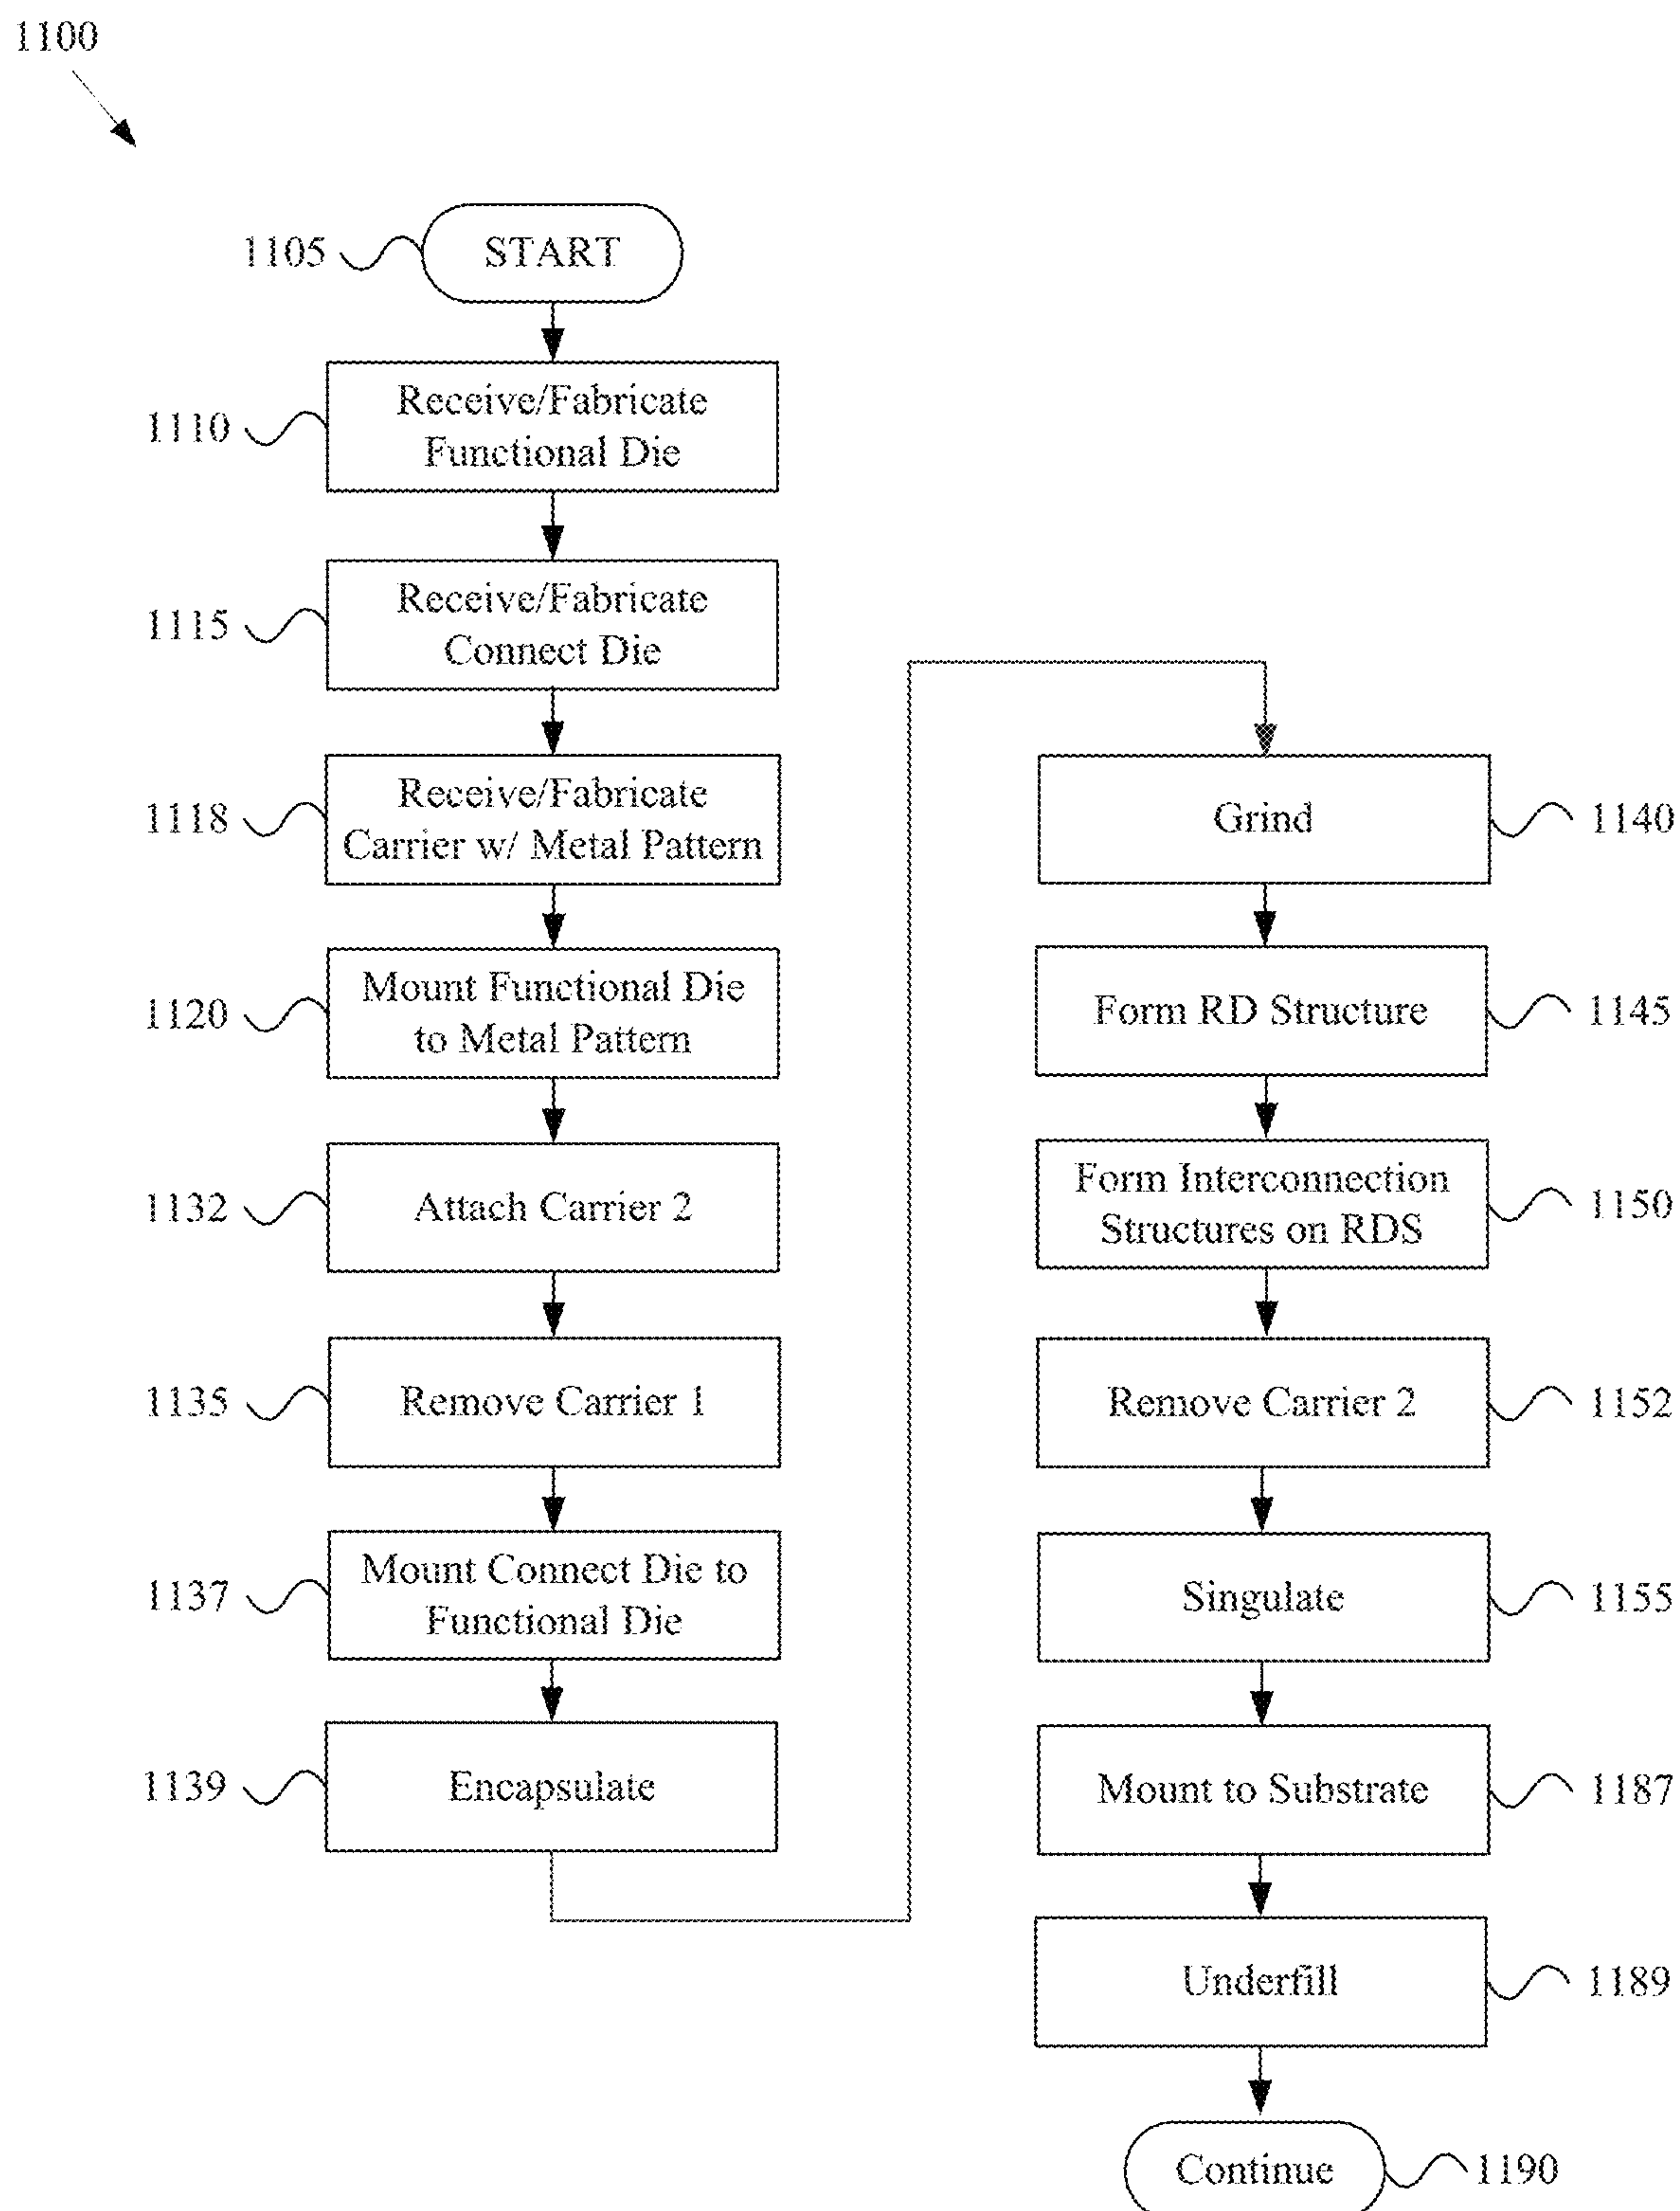 1100
1105
START
1110
Receive/Fabricate
Functional Die
1115
Receive/Fabricate
Connect Die
1118
Receive/Fabricate
Carrier w/ Metal Pattern
1120
Mount Functional Die
to Metal Pattern
1132
Attach Carrier 2
1135
Remove Carrier 1
1137
Mount Connect Die to
Functional Die
1139
Encapsulate
Grind
1140
Form RD Structure
1145
Form Interconnection
Structures on RDS
1150
Remove Carrier 2
1152
Singulate
1155
Mount to Substrate
1187
Underfill
1189
Continue
1190